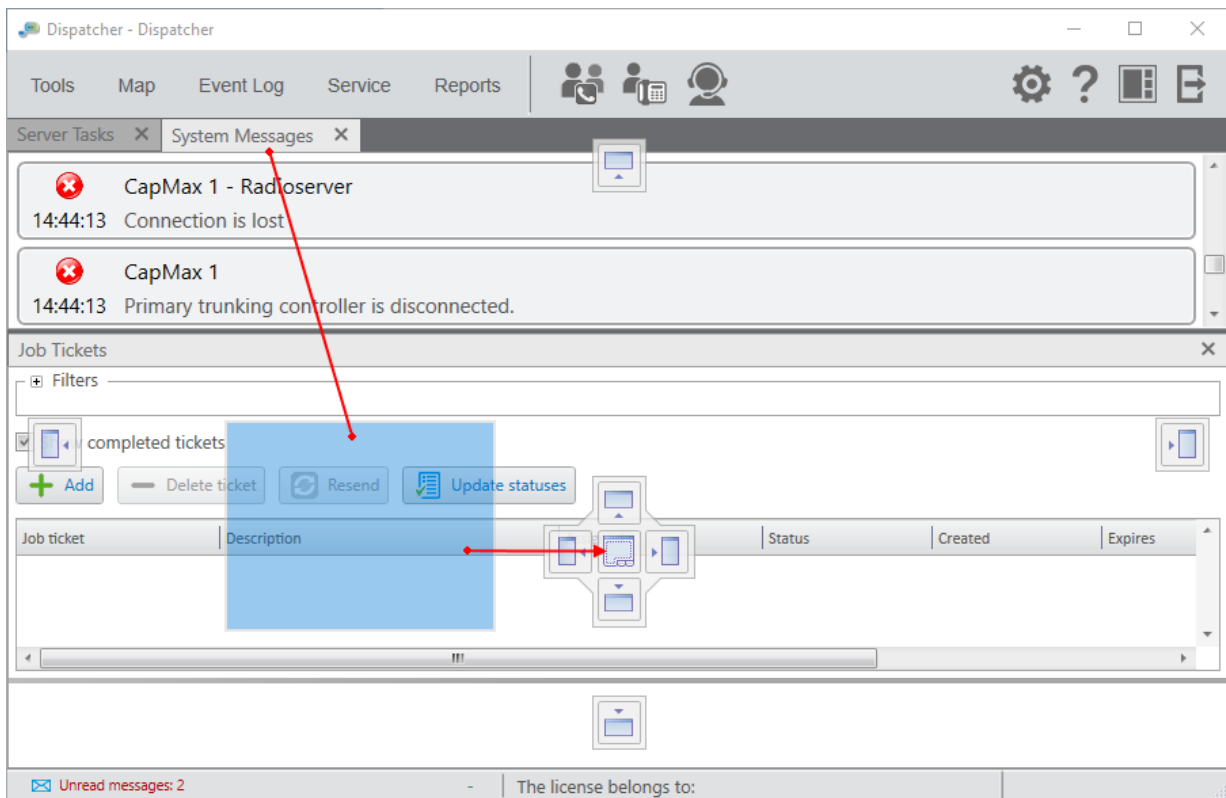 Dispatcher - Dispatcher
Tools Map Event Log Service Reports
Server Tasks System Messages
CapMax 1 - Radioserver
14:44:13 Connection is lost
CapMax 1
14:44:13 Primary trunking controller is disconnected.
Job Tickets
Filters
completed tickets
Add Delete ticket Resend Update statuses
Job ticket Description Status Created Expires
Unread messages: 2 - The license belongs to: